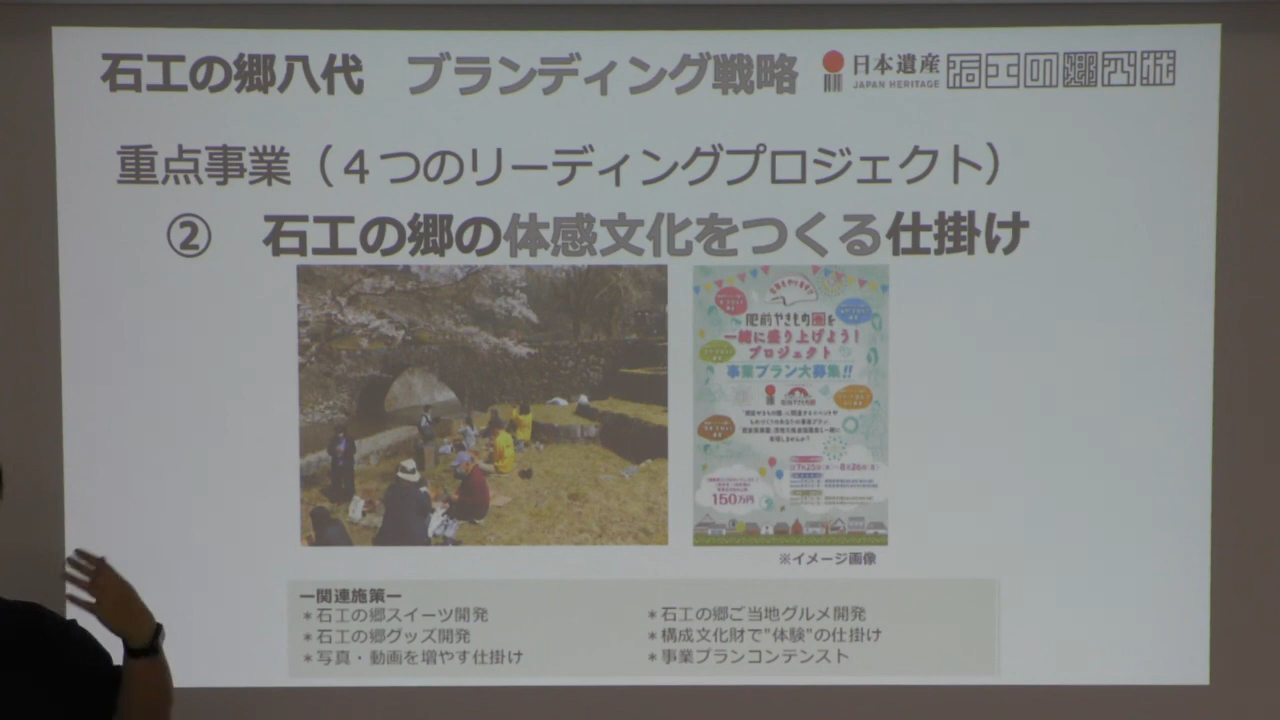 石工の郷八代　ブランディング戦略
日本遺産
JAPAN HERITAGE
石工の郷八代
重点事業（４つのリーディングプロジェクト）
②　石工の郷の体感文化をつくる仕掛け
肥前やきもの圏を
一緒に盛り上げよう！
プロジェクト
事業プラン大募集!!
150万円
※イメージ画像
ー関連施策ー
＊石工の郷スイーツ開発
＊石工の郷グッズ開発
＊写真・動画を増やす仕掛け
＊石工の郷ご当地グルメ開発
＊構成文化財で"体験"の仕掛け
＊事業プランコンテンスト